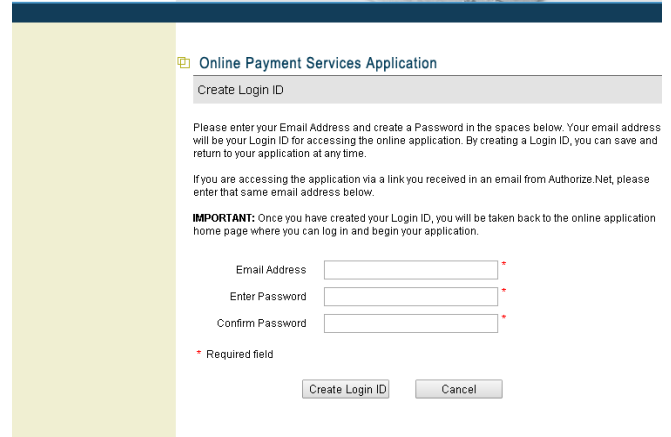 Online Payment Services Application
Create Login ID
Please enter your Email Address and create a Password in the spaces below. Your email address
will be your Login ID for accessing the online application. By creating a Login ID, you can save and
return to your application at any time.
If you are accessing the application via a link you received in an email from Authorize.Net, please
enter that same email address below.
IMPORTANT: Once you have created your Login ID, you will be taken back to the online application
home page where you can log in and begin your application.
Email Address *
Enter Password *
Confirm Password *
* Required field
Create Login ID Cancel